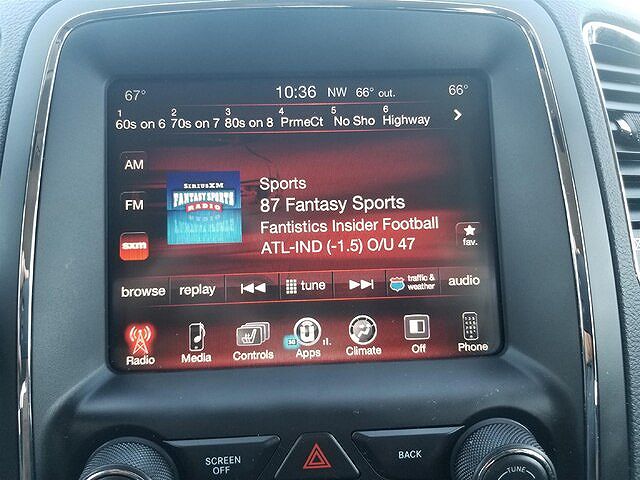 67° 10:36 NW 66° out. 66°
1 2 3 4 5 6
60s on 6 70s on 7 80s on 8 PrmeCt No Sho Highway
AM
FM
sxm
SIRIUSXM
FANTASY SPORTS
RADIO
Sports
87 Fantasy Sports
Fantistics Insider Football
ATL-IND (-1.5) O/U 47
fav.
browse replay tune traffic & weather audio
Radio Media Controls Apps Climate Off Phone
SCREEN OFF
BACK
TUNE